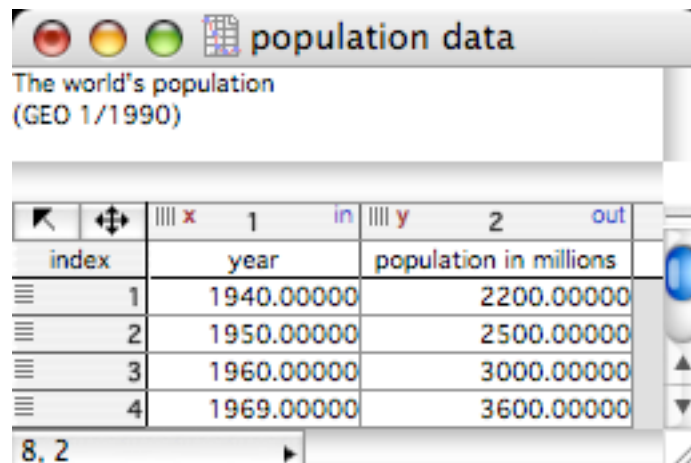 population data
The world's population
(GEO 1/1990)
x 1 in y 2 out
index year population in millions
1 1940.00000 2200.00000
2 1950.00000 2500.00000
3 1960.00000 3000.00000
4 1969.00000 3600.00000
8, 2